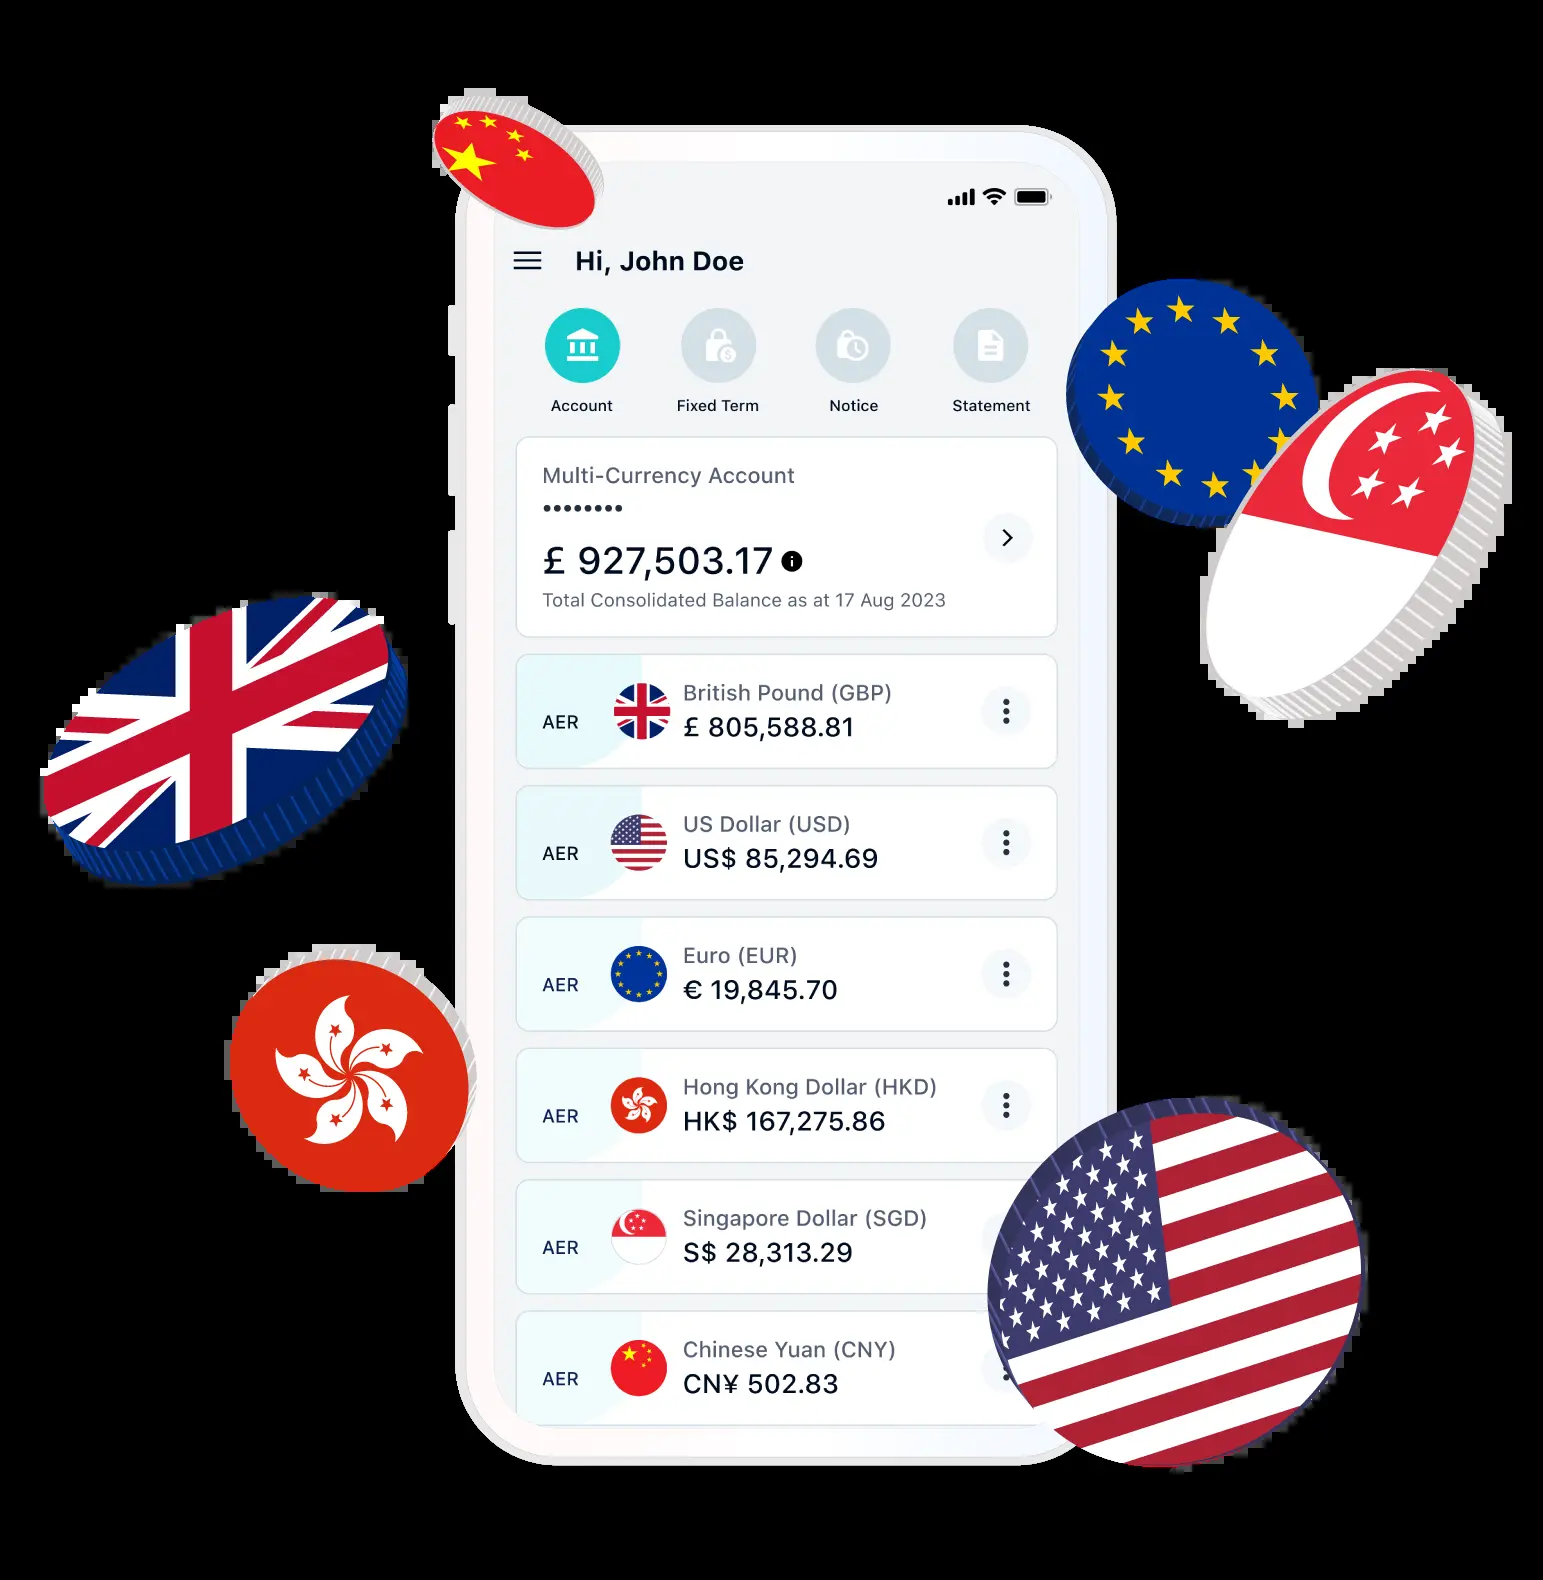 Hi, John Doe
Account
Fixed Term
Notice
Statement
Multi-Currency Account
••••••••
£ 927,503.17
Total Consolidated Balance as at 17 Aug 2023
AER
British Pound (GBP)
£ 805,588.81
AER
US Dollar (USD)
US$ 85,294.69
AER
Euro (EUR)
€ 19,845.70
AER
Hong Kong Dollar (HKD)
HK$ 167,275.86
AER
Singapore Dollar (SGD)
S$ 28,313.29
AER
Chinese Yuan (CNY)
CN¥ 502.83